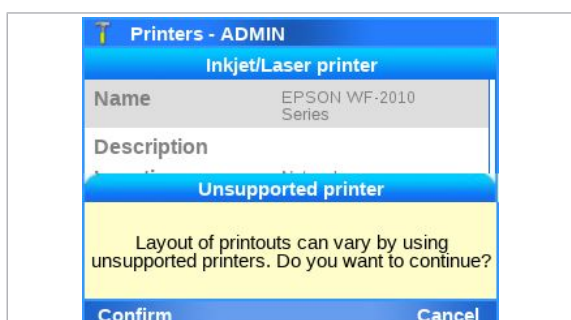 Printers - ADMIN
Inkjet/Laser printer
Name EPSON WF-2010
Series
Description
Unsupported printer
Layout of printouts can vary by using
unsupported printers. Do you want to continue?
Confirm Cancel